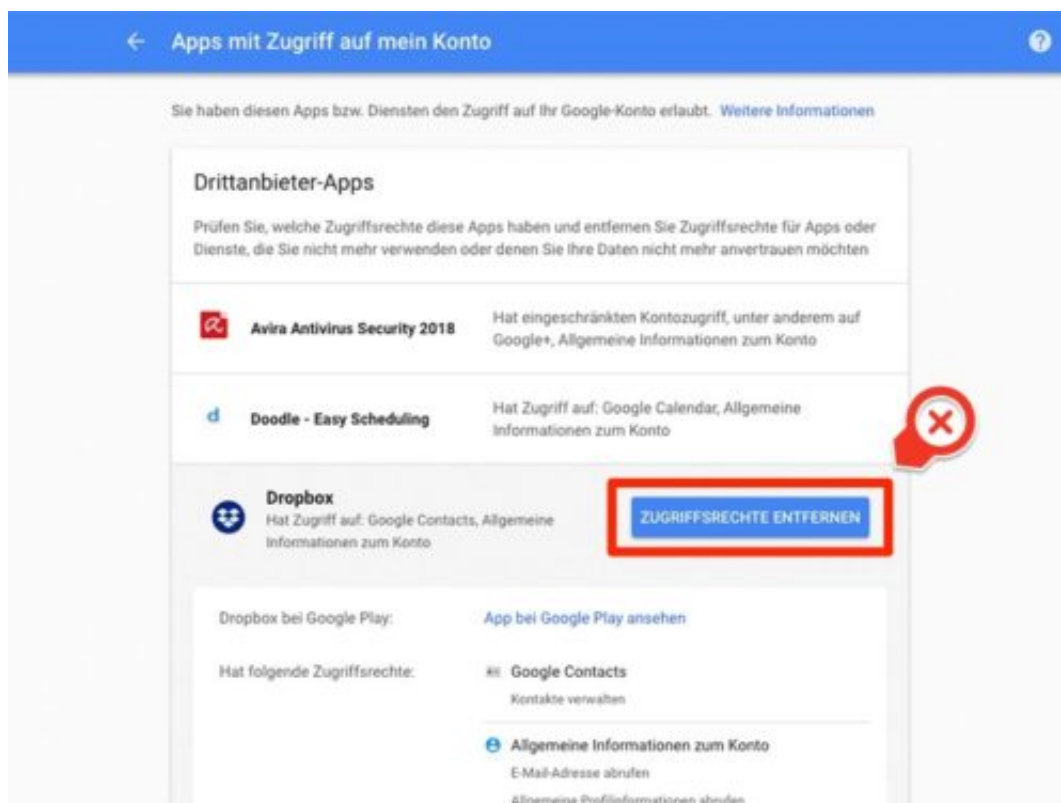 Apps mit Zugriff auf mein Konto
Sie haben diesen Apps bzw. Diensten den Zugriff auf Ihr Google-Konto erlaubt. Weitere Informationen
Drittanbieter-Apps
Prüfen Sie, welche Zugriffsrechte diese Apps haben und entfernen Sie Zugriffsrechte für Apps oder
Dienste, die Sie nicht mehr verwenden oder denen Sie Ihre Daten nicht mehr anvertrauen möchten
Avira Antivirus Security 2018
Hat eingeschränkten Kontozugriff, unter anderem auf
Google+, Allgemeine Informationen zum Konto
d
Doodle - Easy Scheduling
Hat Zugriff auf: Google Calendar, Allgemeine
Informationen zum Konto
Dropbox
Hat Zugriff auf: Google Contacts, Allgemeine
Informationen zum Konto
ZUGRIFFSRECHTE ENTFERNEN
Dropbox bei Google Play:
App bei Google Play ansehen
Hat folgende Zugriffsrechte:
Google Contacts
Kontakte verwalten
Allgemeine Informationen zum Konto
E-Mail-Adresse abrufen
Allgemeine Profilinformationen abrufen